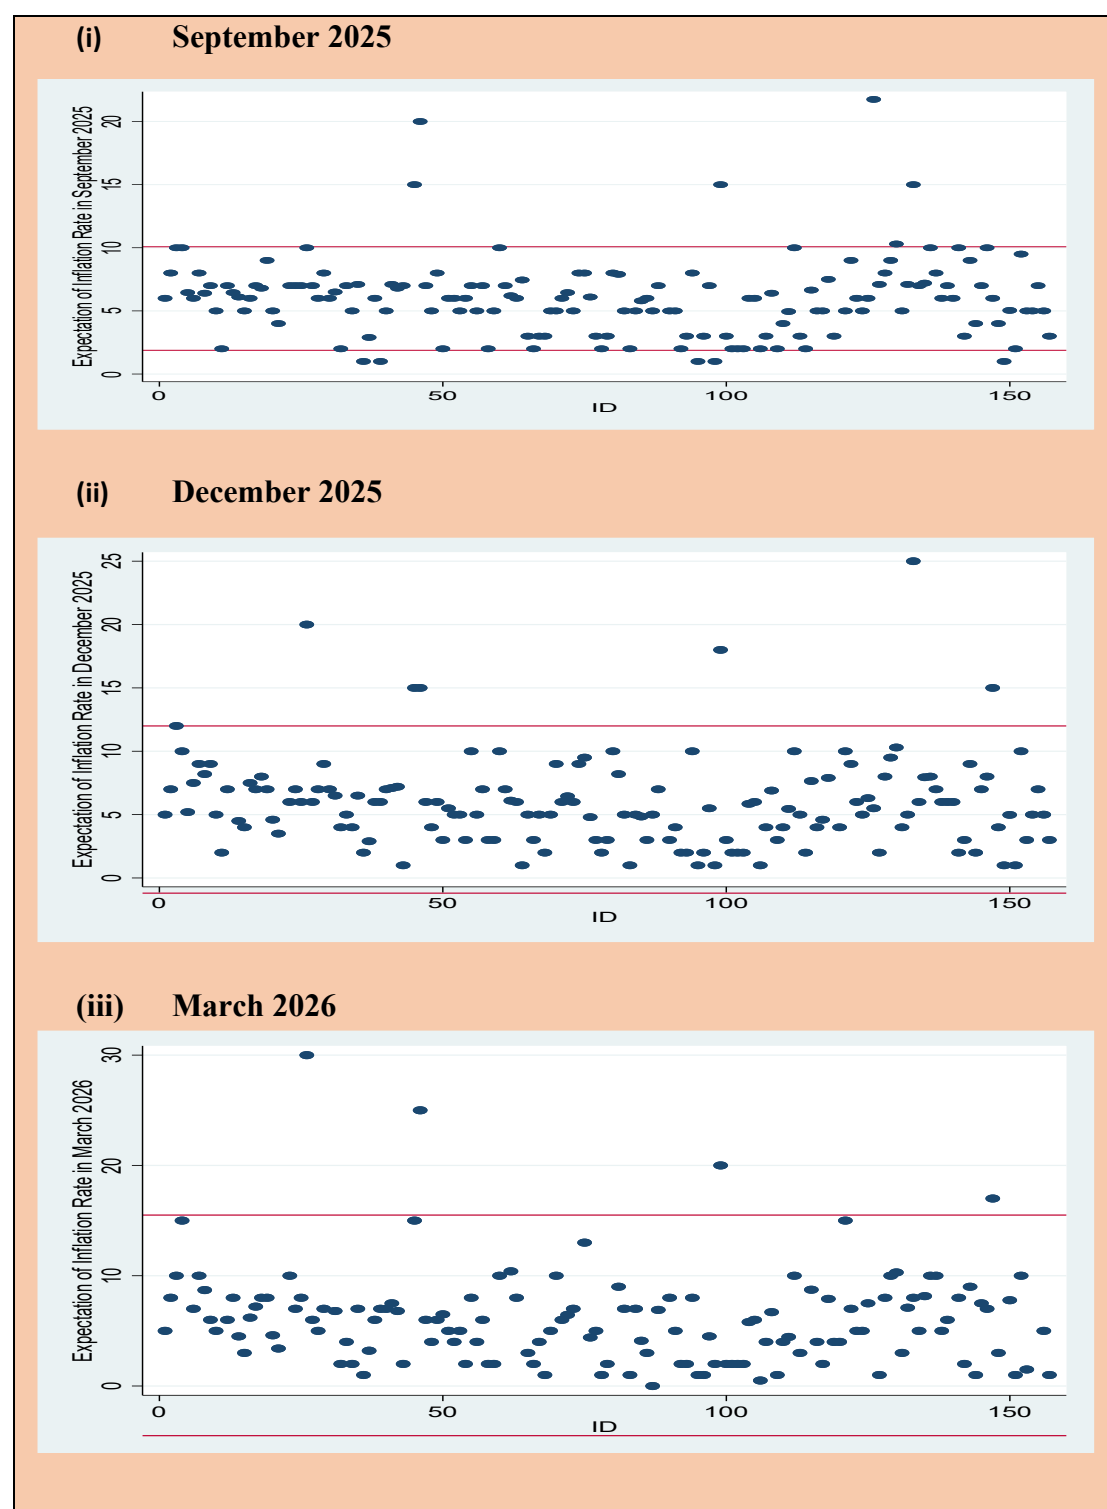 (i) September 2025
Expectation of Inflation Rate in September 2025
20
15
10
5
0
0 50 100 150
ID
(ii) December 2025
Expectation of Inflation Rate in December 2025
25
20
15
10
5
0
0 50 100 150
ID
(iii) March 2026
Expectation of Inflation Rate in March 2026
30
20
10
0
0 50 100 150
ID